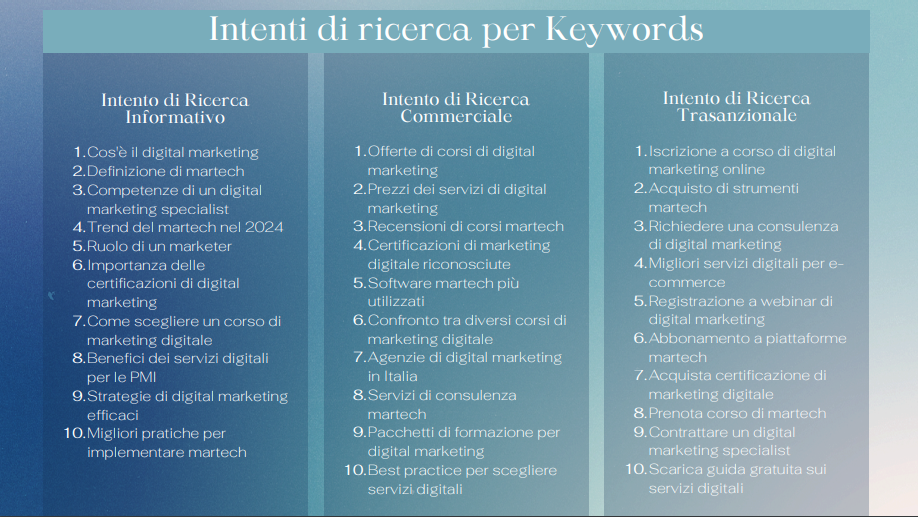 Intenti di ricerca per Keywords
Intento di Ricerca
Informativo
1. Cos'è il digital marketing
2. Definizione di martech
3. Competenze di un digital
marketing specialist
4. Trend del martech nel 2024
5. Ruolo di un marketer
6. Importanza delle
certificazioni di digital
marketing
7. Come scegliere un corso di
marketing digitale
8. Benefici dei servizi digitali
per le PMI
9. Strategie di digital marketing
efficaci
10. Migliori pratiche per
implementare martech
Intento di Ricerca
Commerciale
1. Offerte di corsi di digital
marketing
2. Prezzi dei servizi di digital
marketing
3. Recensioni di corsi martech
4. Certificazioni di marketing
digitale riconosciute
5. Software martech più
utilizzati
6. Confronto tra diversi corsi di
marketing digitale
7. Agenzie di digital marketing
in Italia
8. Servizi di consulenza
martech
9. Pacchetti di formazione per
digital marketing
10. Best practice per scegliere
servizi digitali
Intento di Ricerca
Trasanzionale
1. Iscrizione a corso di digital
marketing online
2. Acquisto di strumenti
martech
3. Richiedere una consulenza
di digital marketing
4. Migliori servizi digitali per e-
commerce
5. Registrazione a webinar di
digital marketing
6. Abbonamento a piattaforme
martech
7. Acquista certificazione di
marketing digitale
8. Prenota corso di martech
9. Contrattare un digital
marketing specialist
10. Scarica guida gratuita sui
servizi digitali